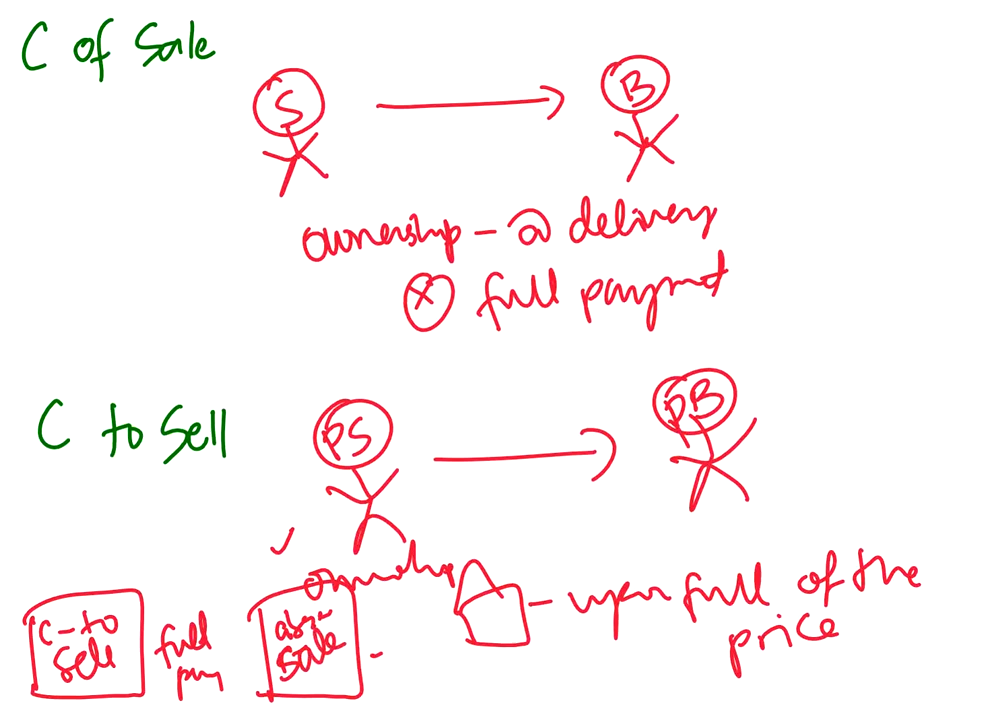 C of Sale
S
B
ownership - @ delivery
X full paymnt
C to Sell
PS
PB
✓
ownership - upon full of the
price
C - to
Sell
full
pay
abs-
Sale -